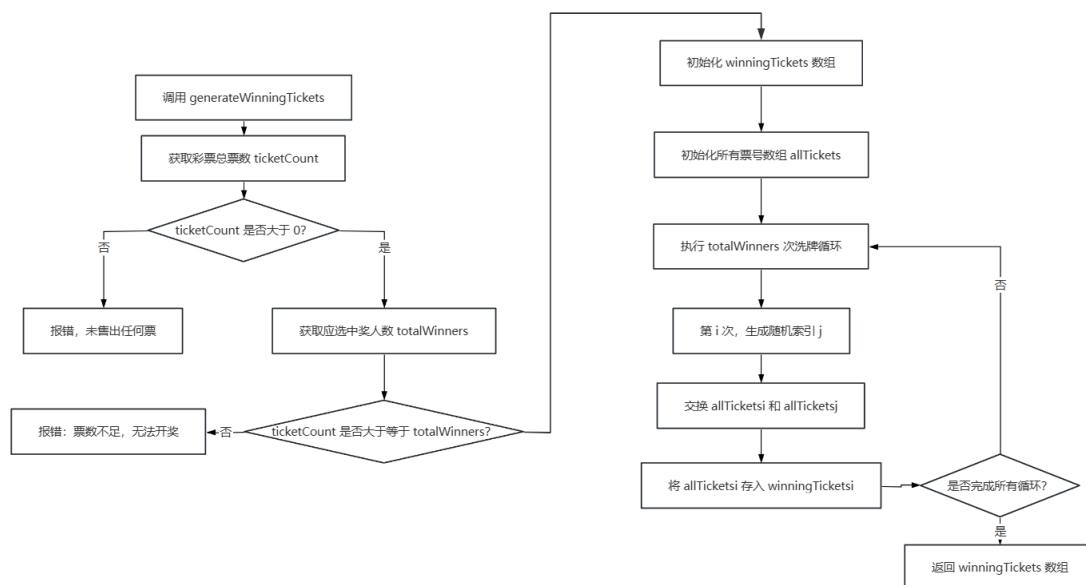 调用 generateWinningTickets
获取彩票总票数 ticketCount
ticketCount 是否大于 0?
否
是
报错，未售出任何票
获取应选中奖人数 totalWinners
ticketCount 是否大于等于 totalWinners?
否
报错：票数不足，无法开奖
是
初始化 winningTickets 数组
初始化所有票号数组 allTickets
执行 totalWinners 次洗牌循环
第 i 次，生成随机索引 j
交换 allTicketsi 和 allTicketsj
将 allTicketsi 存入 winningTicketsi
是否完成所有循环?
否
是
返回 winningTickets 数组